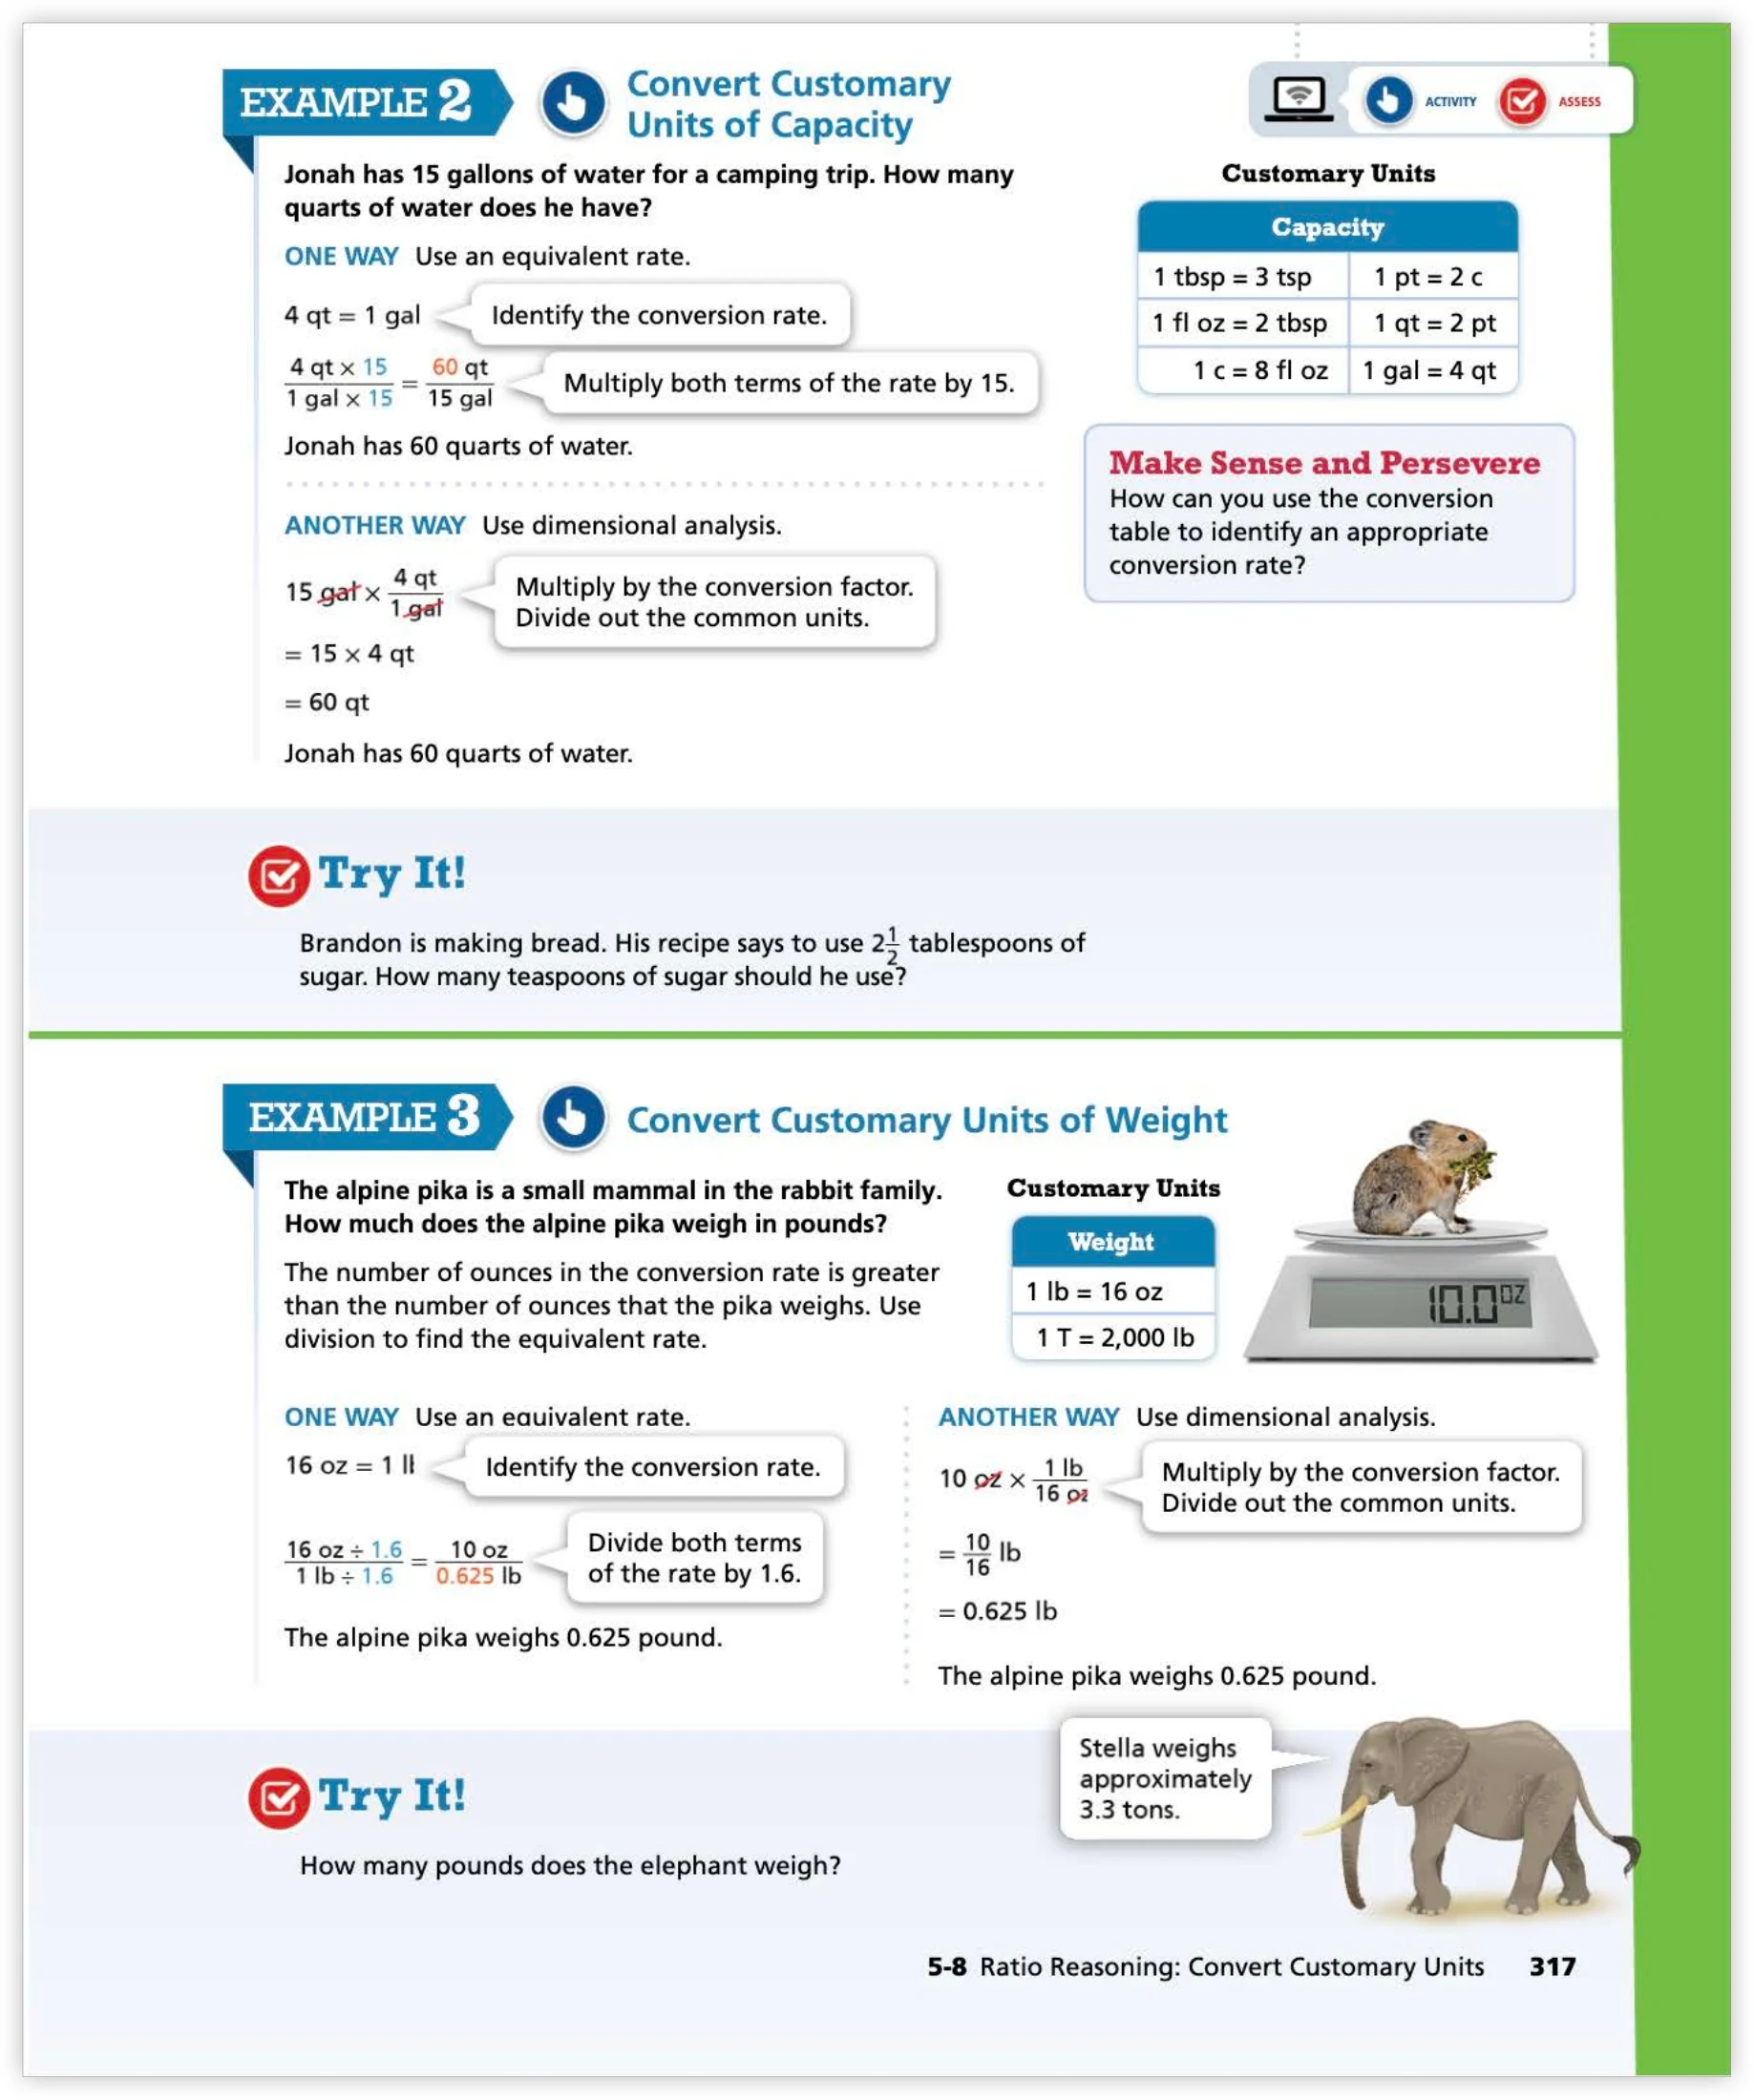 EXAMPLE 2
Convert Customary
Units of Capacity
ACTIVITY
ASSESS
Jonah has 15 gallons of water for a camping trip. How many
quarts of water does he have?
ONE WAY Use an equivalent rate.
4 qt = 1 gal
Identify the conversion rate.
4 qt × 15 / 1 gal × 15 = 60 qt / 15 gal
Multiply both terms of the rate by 15.
Jonah has 60 quarts of water.
ANOTHER WAY Use dimensional analysis.
15 gal × 4 qt / 1 gal
Multiply by the conversion factor.
Divide out the common units.
= 15 × 4 qt
= 60 qt
Jonah has 60 quarts of water.
Customary Units
Capacity
1 tbsp = 3 tsp 1 pt = 2 c
1 fl oz = 2 tbsp 1 qt = 2 pt
1 c = 8 fl oz 1 gal = 4 qt
Make Sense and Persevere
How can you use the conversion
table to identify an appropriate
conversion rate?
Try It!
Brandon is making bread. His recipe says to use 2 1/2 tablespoons of
sugar. How many teaspoons of sugar should he use?
EXAMPLE 3
Convert Customary Units of Weight
The alpine pika is a small mammal in the rabbit family.
How much does the alpine pika weigh in pounds?
The number of ounces in the conversion rate is greater
than the number of ounces that the pika weighs. Use
division to find the equivalent rate.
Customary Units
Weight
1 lb = 16 oz
1 T = 2,000 lb
10.0 OZ
ONE WAY Use an equivalent rate.
16 oz = 1 l
Identify the conversion rate.
16 oz ÷ 1.6 / 1 lb ÷ 1.6 = 10 oz / 0.625 lb
Divide both terms
of the rate by 1.6.
The alpine pika weighs 0.625 pound.
ANOTHER WAY Use dimensional analysis.
10 oz × 1 lb / 16 oz
Multiply by the conversion factor.
Divide out the common units.
= 10/16 lb
= 0.625 lb
The alpine pika weighs 0.625 pound.
Try It!
How many pounds does the elephant weigh?
Stella weighs
approximately
3.3 tons.
5-8 Ratio Reasoning: Convert Customary Units 317